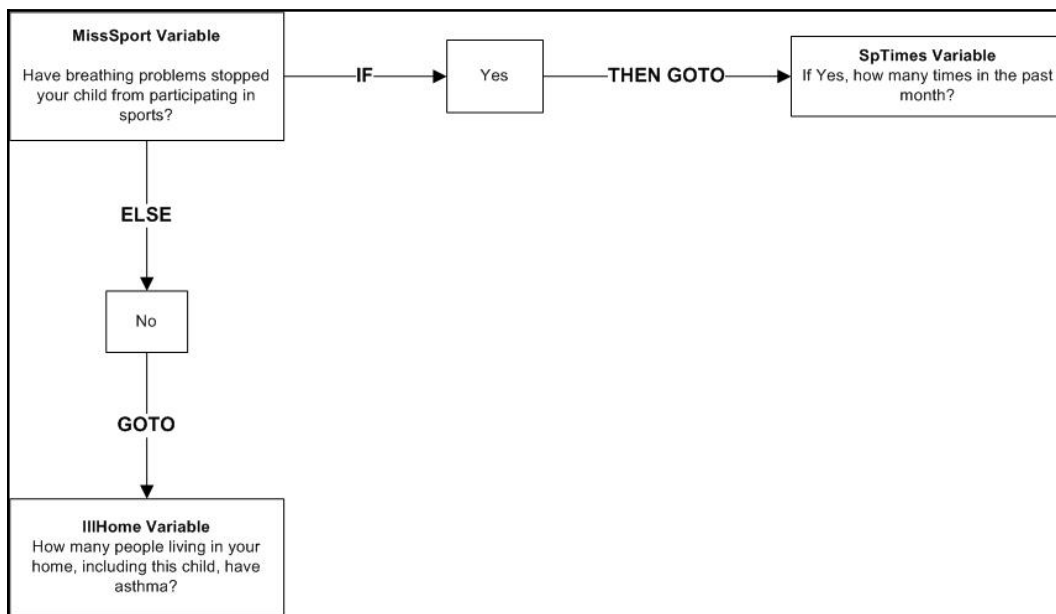 MissSport Variable
Have breathing problems stopped
your child from participating in
sports?
IF
Yes
THEN GOTO
SpTimes Variable
If Yes, how many times in the past
month?
ELSE
No
GOTO
IllHome Variable
How many people living in your
home, including this child, have
asthma?